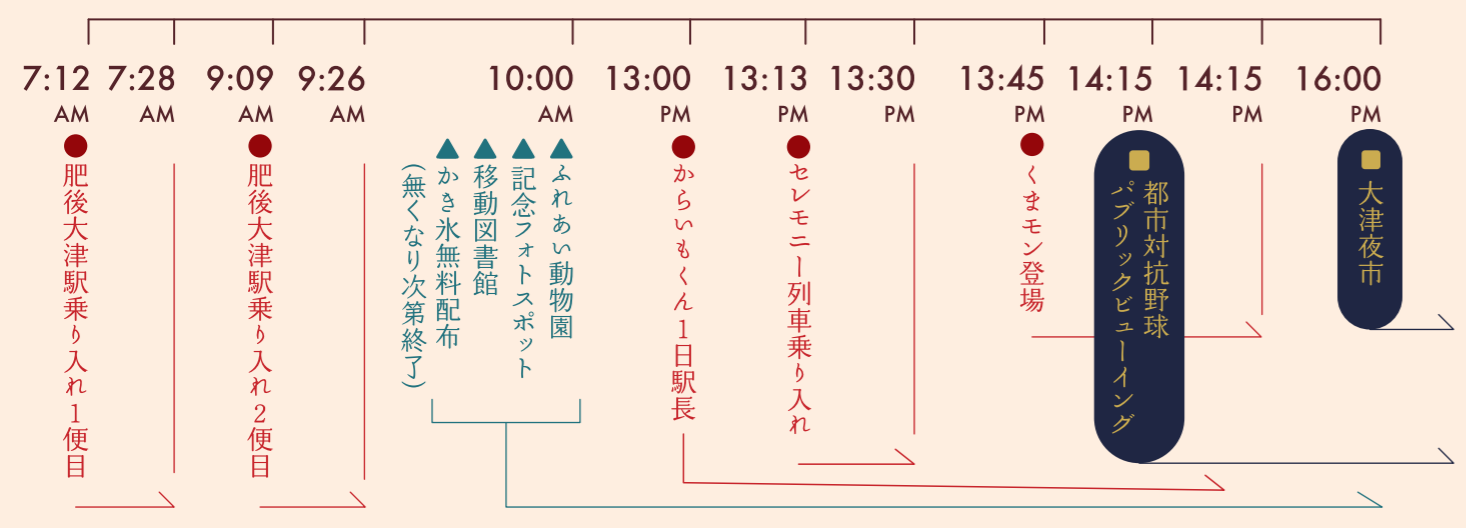 7:12
AM
7:28
AM
9:09
AM
9:26
AM
10:00
AM
13:00
PM
13:13
PM
13:30
PM
13:45
PM
14:15
PM
14:15
PM
16:00
PM
肥後大津駅乗り入れ1便目
肥後大津駅乗り入れ2便目
ふれあい動物園
記念フォトスポット
移動図書館
かき氷無料配布
(無くなり次第終了)
からいもくん1日駅長
セレモニー列車乗り入れ
くまモン登場
都市対抗野球
パブリックビューイング
大津夜市